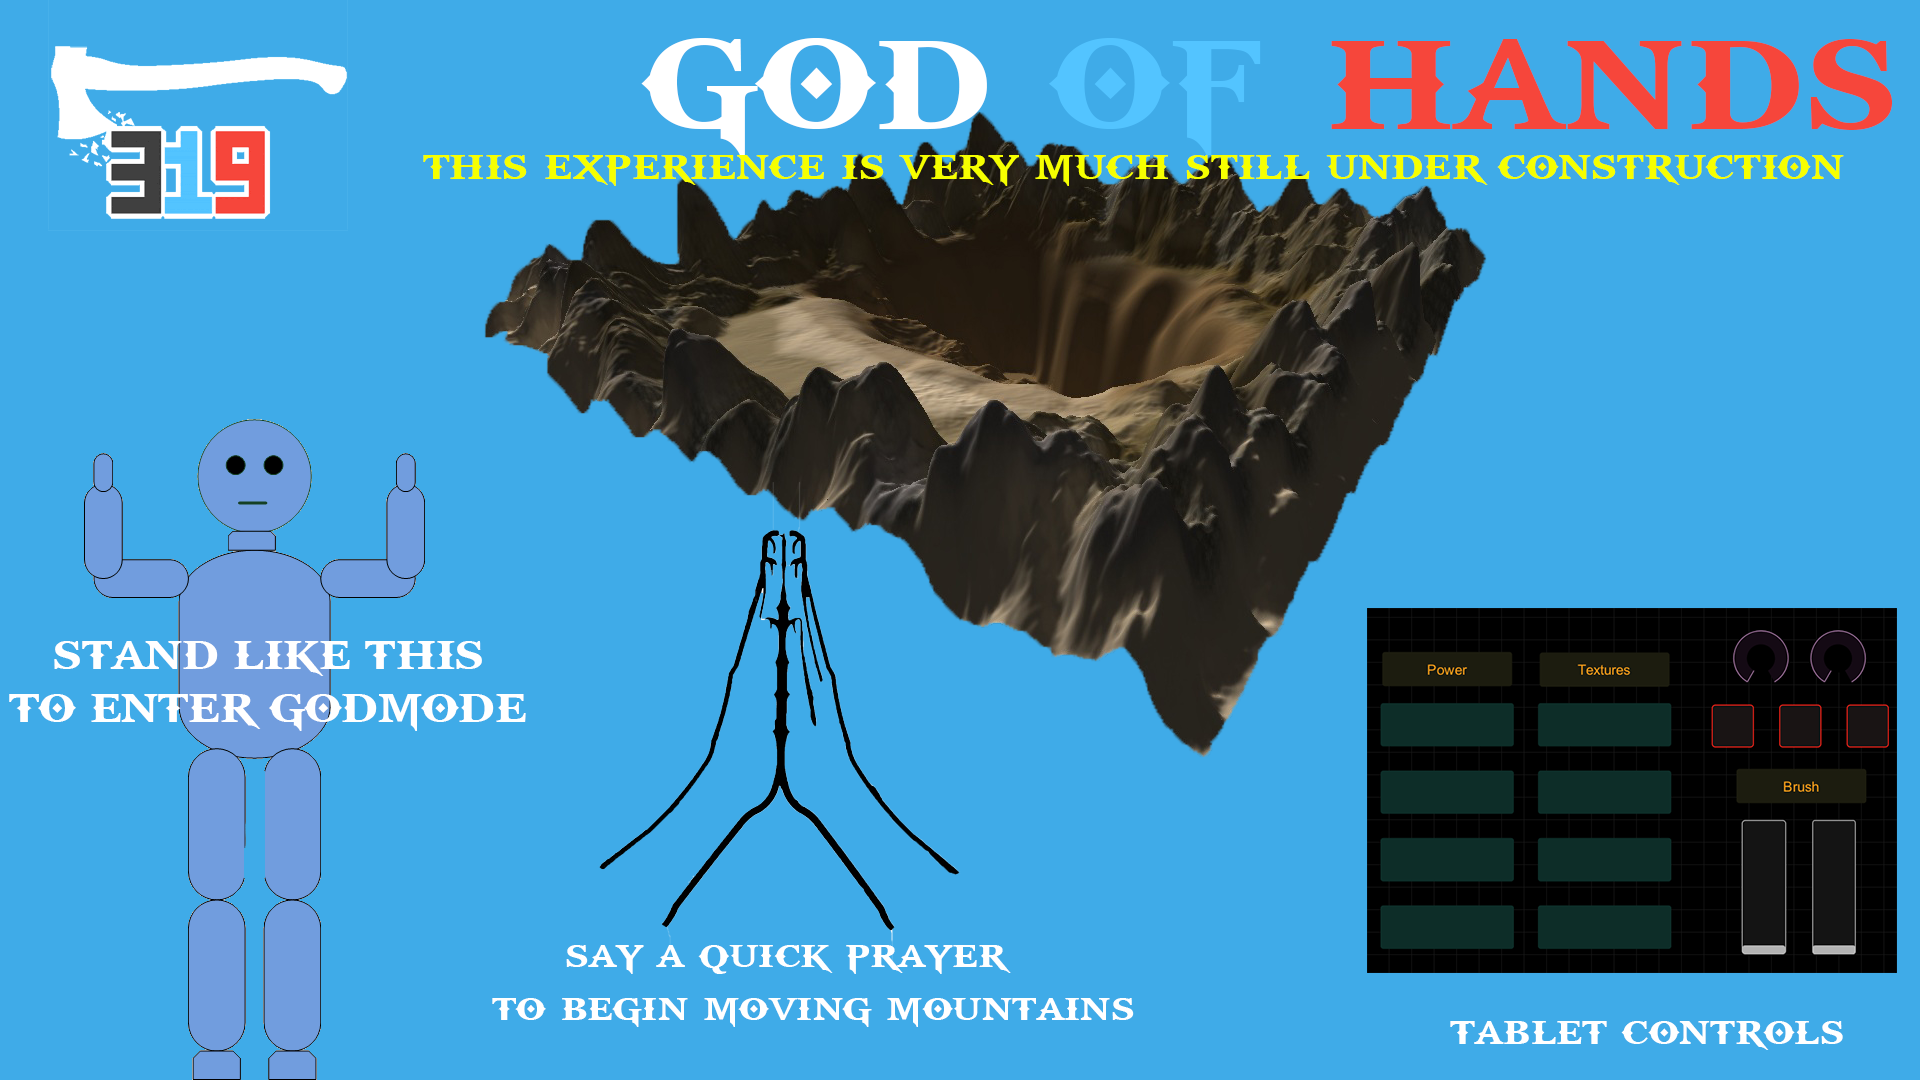 GOD OF HANDS
THIS EXPERIENCE IS VERY MUCH STILL UNDER CONSTRUCTION
319
STAND LIKE THIS
TO ENTER GODMODE
SAY A QUICK PRAYER
TO BEGIN MOVING MOUNTAINS
Power
Textures
Brush
TABLET CONTROLS